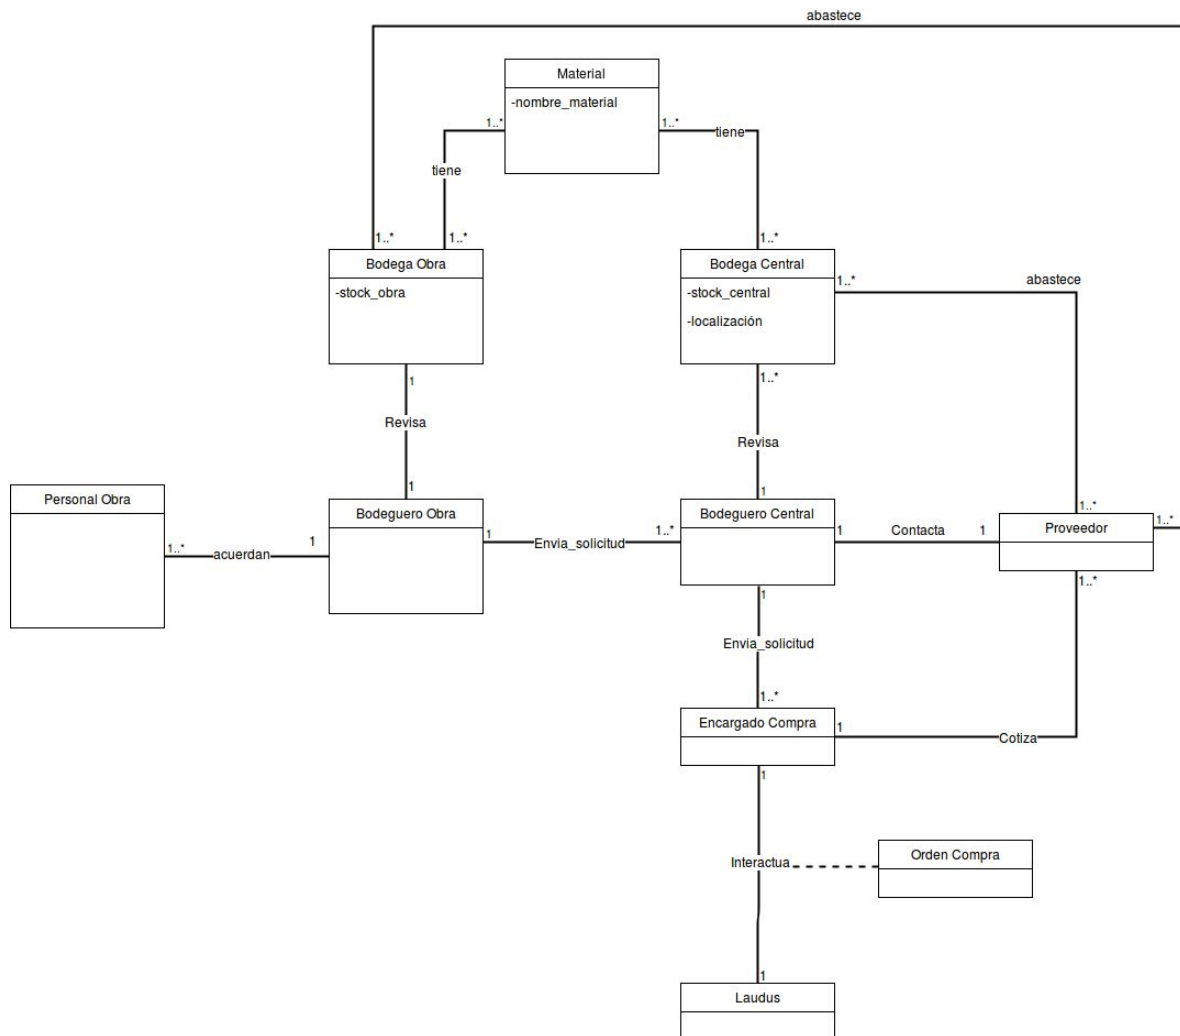 abastece
Material
-nombre_material
1..*
1..*
tiene
tiene
1..*
1..*
1..*
Bodega Obra
-stock_obra
Bodega Central
-stock_central
-localización
1..*
abastece
1
1..*
Revisa
Revisa
1
1
1..*
1..*
Personal Obra
Bodeguero Obra
Bodeguero Central
Proveedor
1..*
acuerdan
1
1
Envia_solicitud
1..*
1
Contacta
1
1
1..*
Envia_solicitud
1..*
Encargado Compra
1
Cotiza
1
Interactua
Orden Compra
1
Laudus